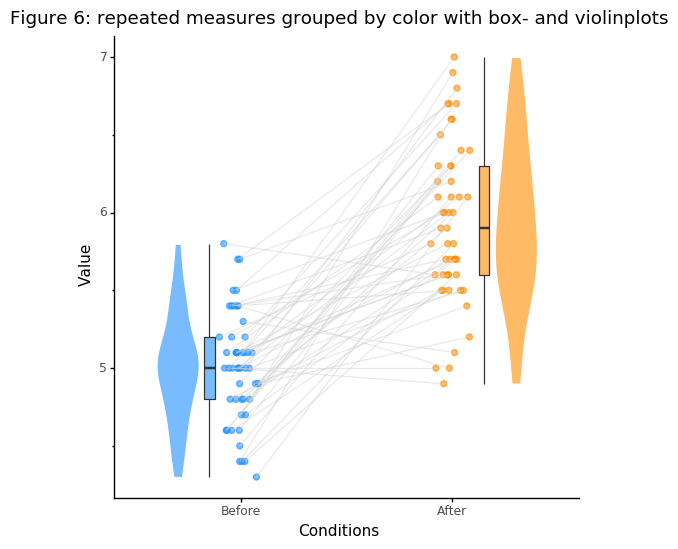 Figure 6: repeated measures grouped by color with box- and violinplots
7
6
5
Value
Before
After
Conditions